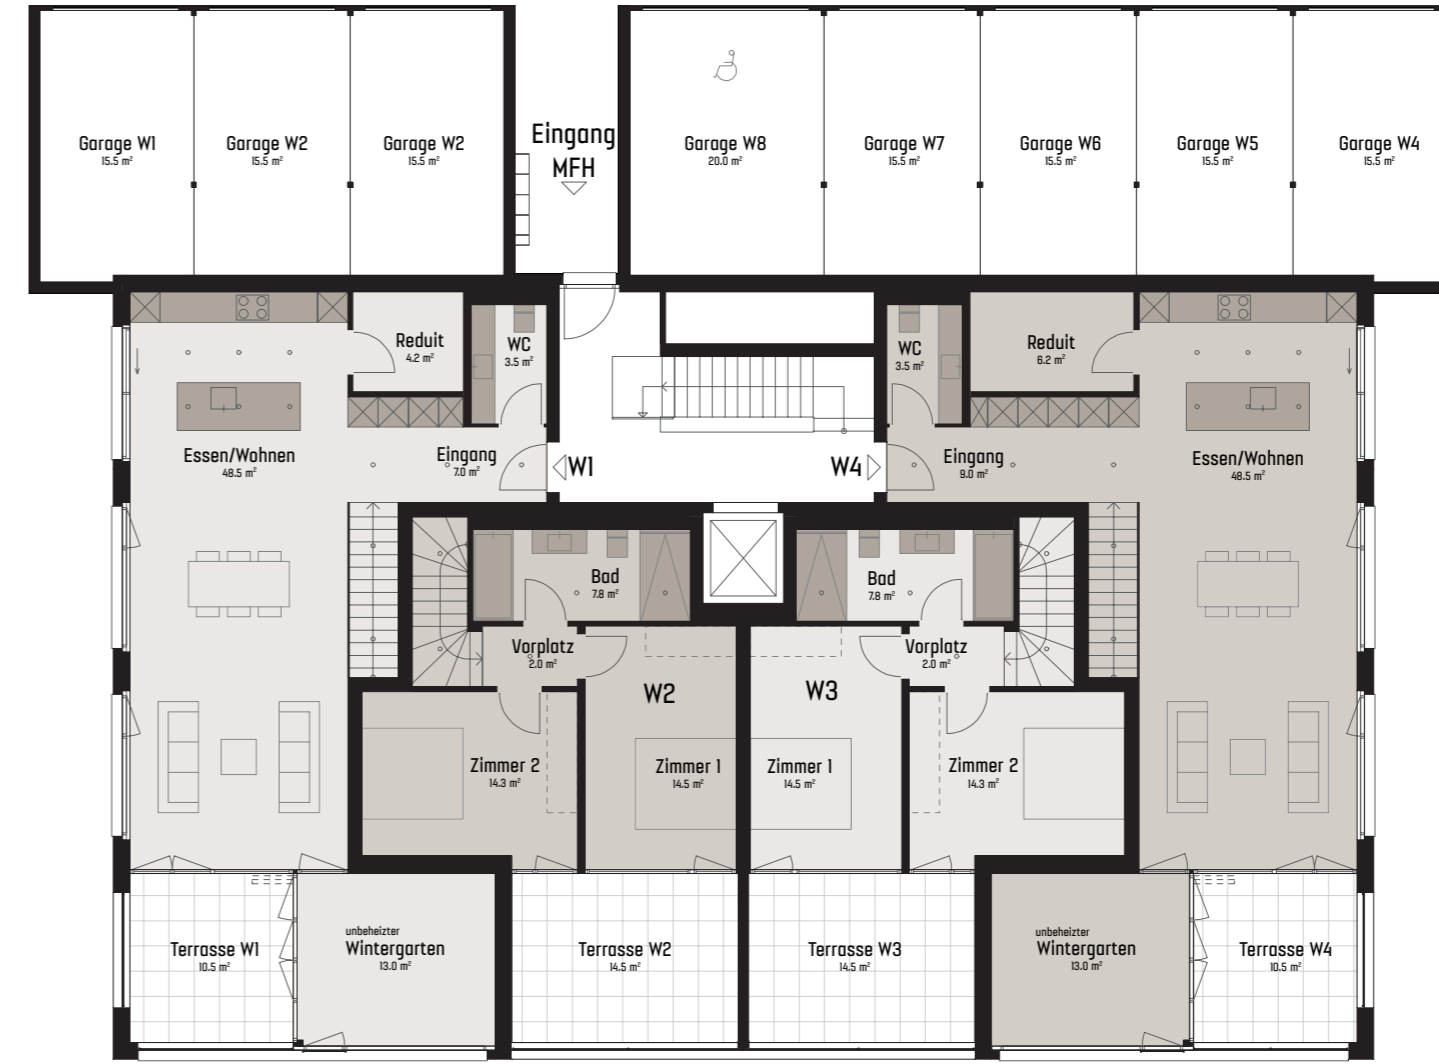 Garage W1
15.5 m²
Garage W2
15.5 m²
Garage W2
15.5 m²
Eingang
MFH
Garage W8
20.0 m²
Garage W7
15.5 m²
Garage W6
15.5 m²
Garage W5
15.5 m²
Garage W4
15.5 m²
Reduit
4.2 m²
WC
3.5 m²
WC
3.5 m²
Reduit
6.2 m²
Essen/Wohnen
48.5 m²
Eingang
7.0 m²
W1
W4
Eingang
9.0 m²
Essen/Wohnen
48.5 m²
Bad
7.8 m²
Bad
7.8 m²
Vorplatz
2.0 m²
Vorplatz
2.0 m²
W2
W3
Zimmer 2
14.3 m²
Zimmer 1
14.5 m²
Zimmer 1
14.5 m²
Zimmer 2
14.3 m²
Terrasse W1
10.5 m²
unbeheizter
Wintergarten
13.0 m²
Terrasse W2
14.5 m²
Terrasse W3
14.5 m²
unbeheizter
Wintergarten
13.0 m²
Terrasse W4
10.5 m²